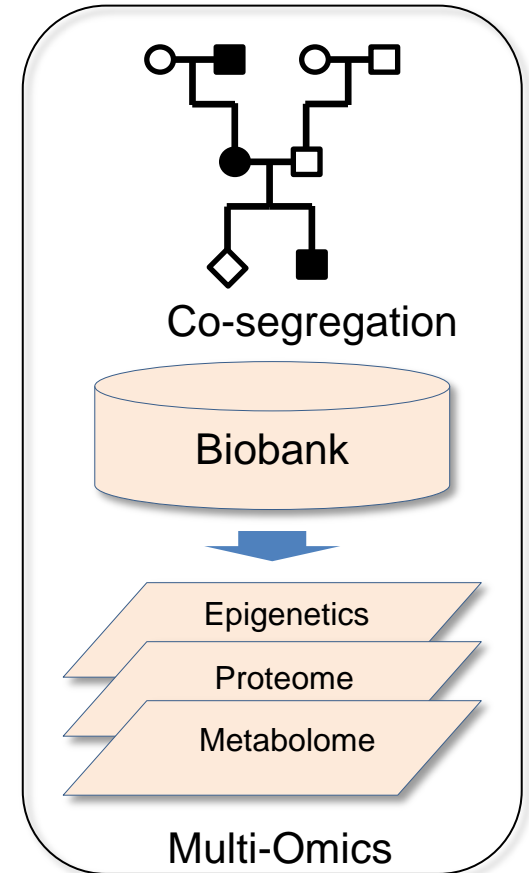 Co-segregation
Biobank
Epigenetics
Proteome
Metabolome
Multi-Omics